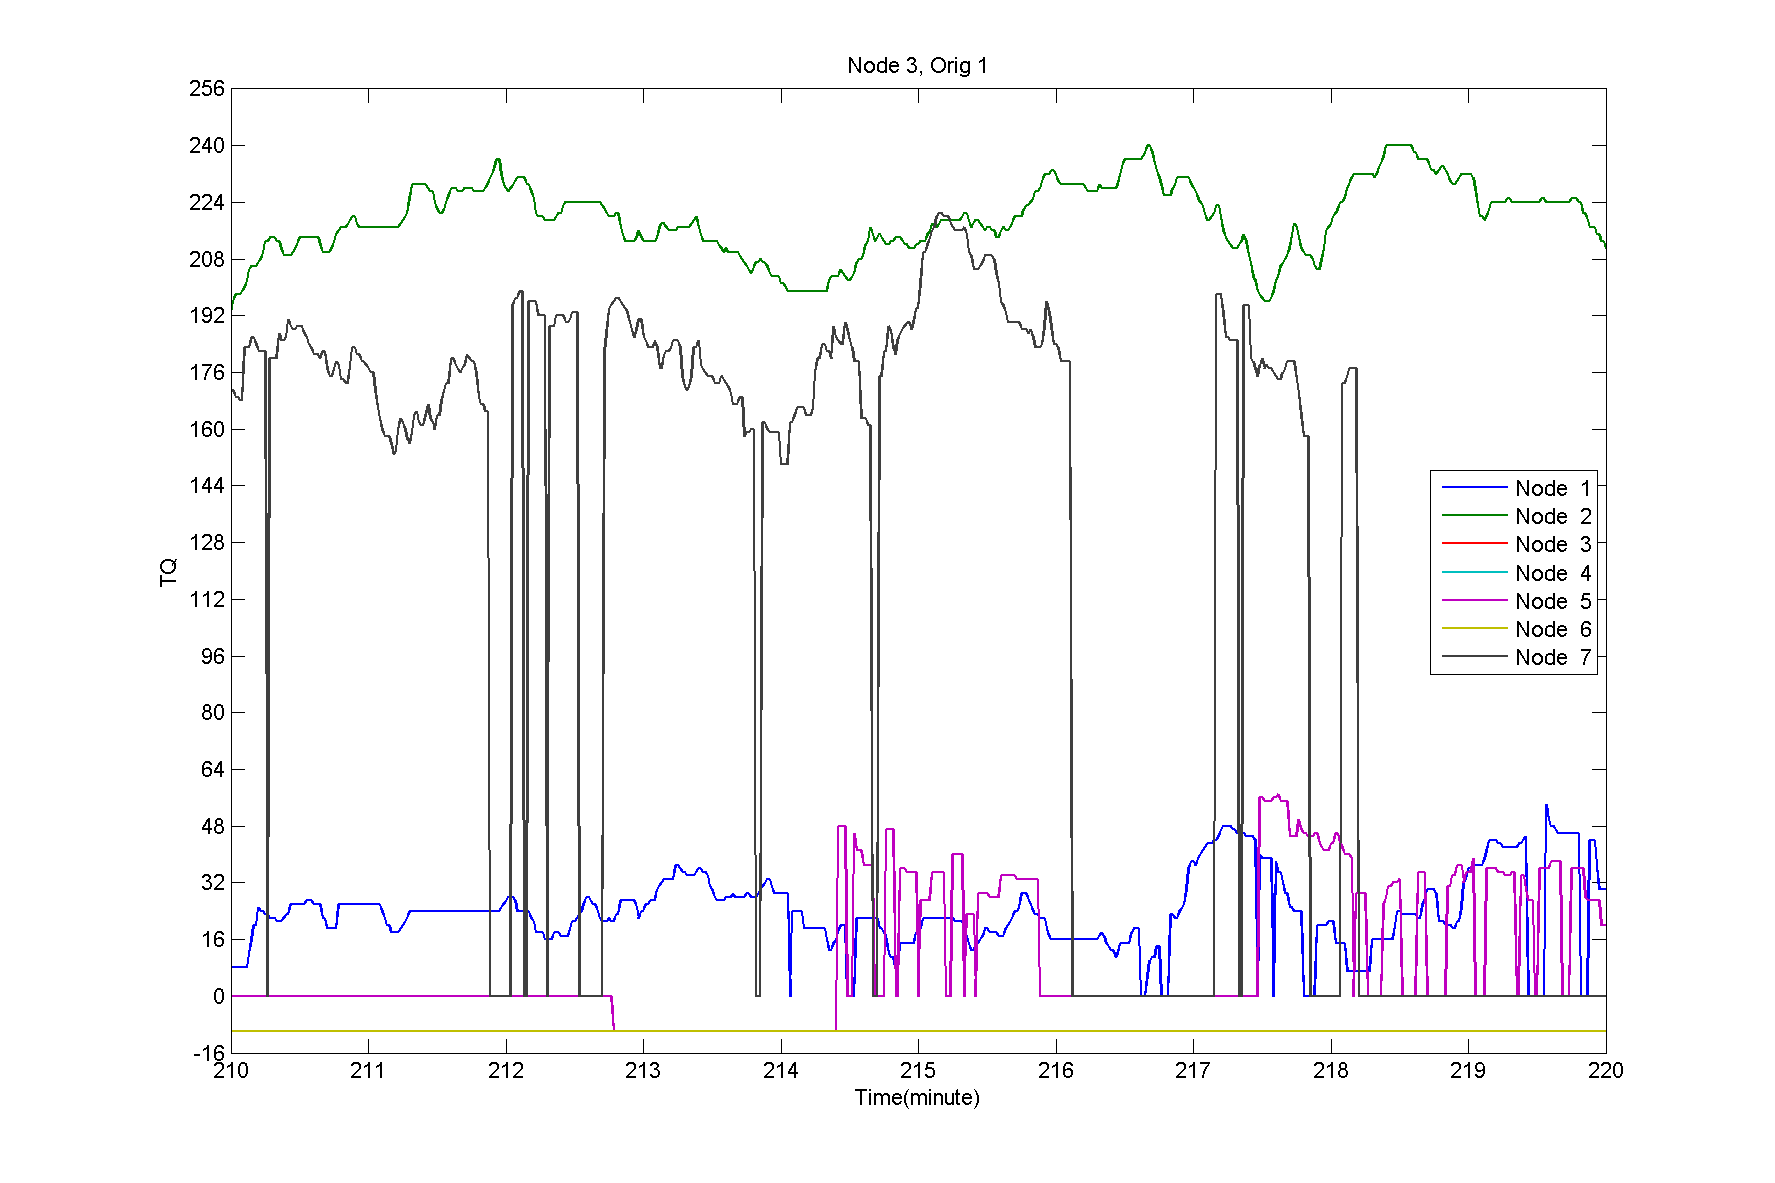 Node 3, Orig 1
256
240
224
208
192
176
160
144
128
112
96
80
64
48
32
16
0
-16
TQ
Node 1
Node 2
Node 3
Node 4
Node 5
Node 6
Node 7
210 211 212 213 214 215 216 217 218 219 220
Time(minute)